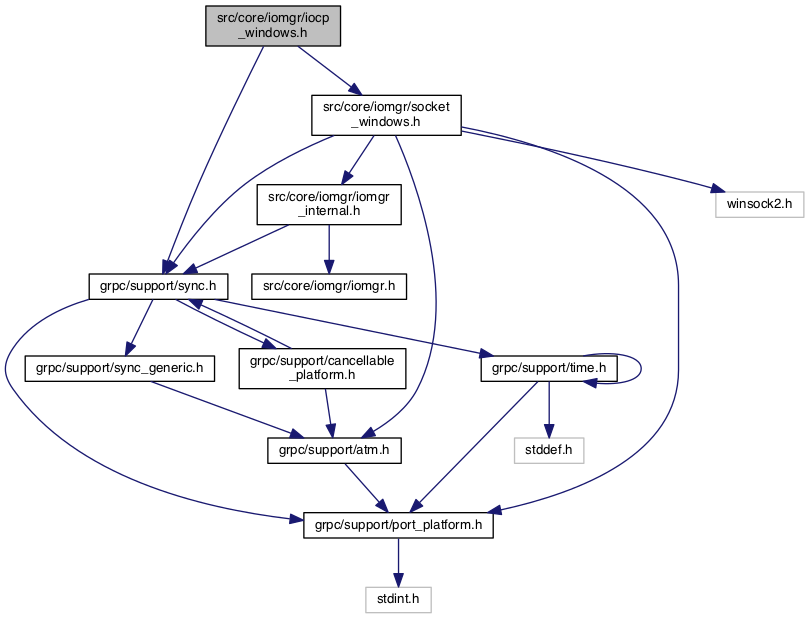 src/core/iomgr/iocp
_windows.h
src/core/iomgr/socket
_windows.h
src/core/iomgr/iomgr
_internal.h
winsock2.h
grpc/support/sync.h
src/core/iomgr/iomgr.h
grpc/support/sync_generic.h
grpc/support/cancellable
_platform.h
grpc/support/time.h
grpc/support/atm.h
stddef.h
grpc/support/port_platform.h
stdint.h